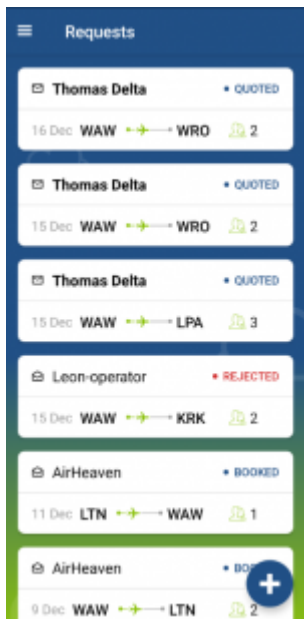 Requests
Thomas Delta • QUOTED
16 Dec WAW WRO 2
Thomas Delta • QUOTED
15 Dec WAW WRO 2
Thomas Delta • QUOTED
15 Dec WAW LPA 3
Leon-operator • REJECTED
15 Dec WAW KRK 2
AirHeaven • BOOKED
11 Dec LTN WAW 1
AirHeaven
9 Dec WAW LTN 2